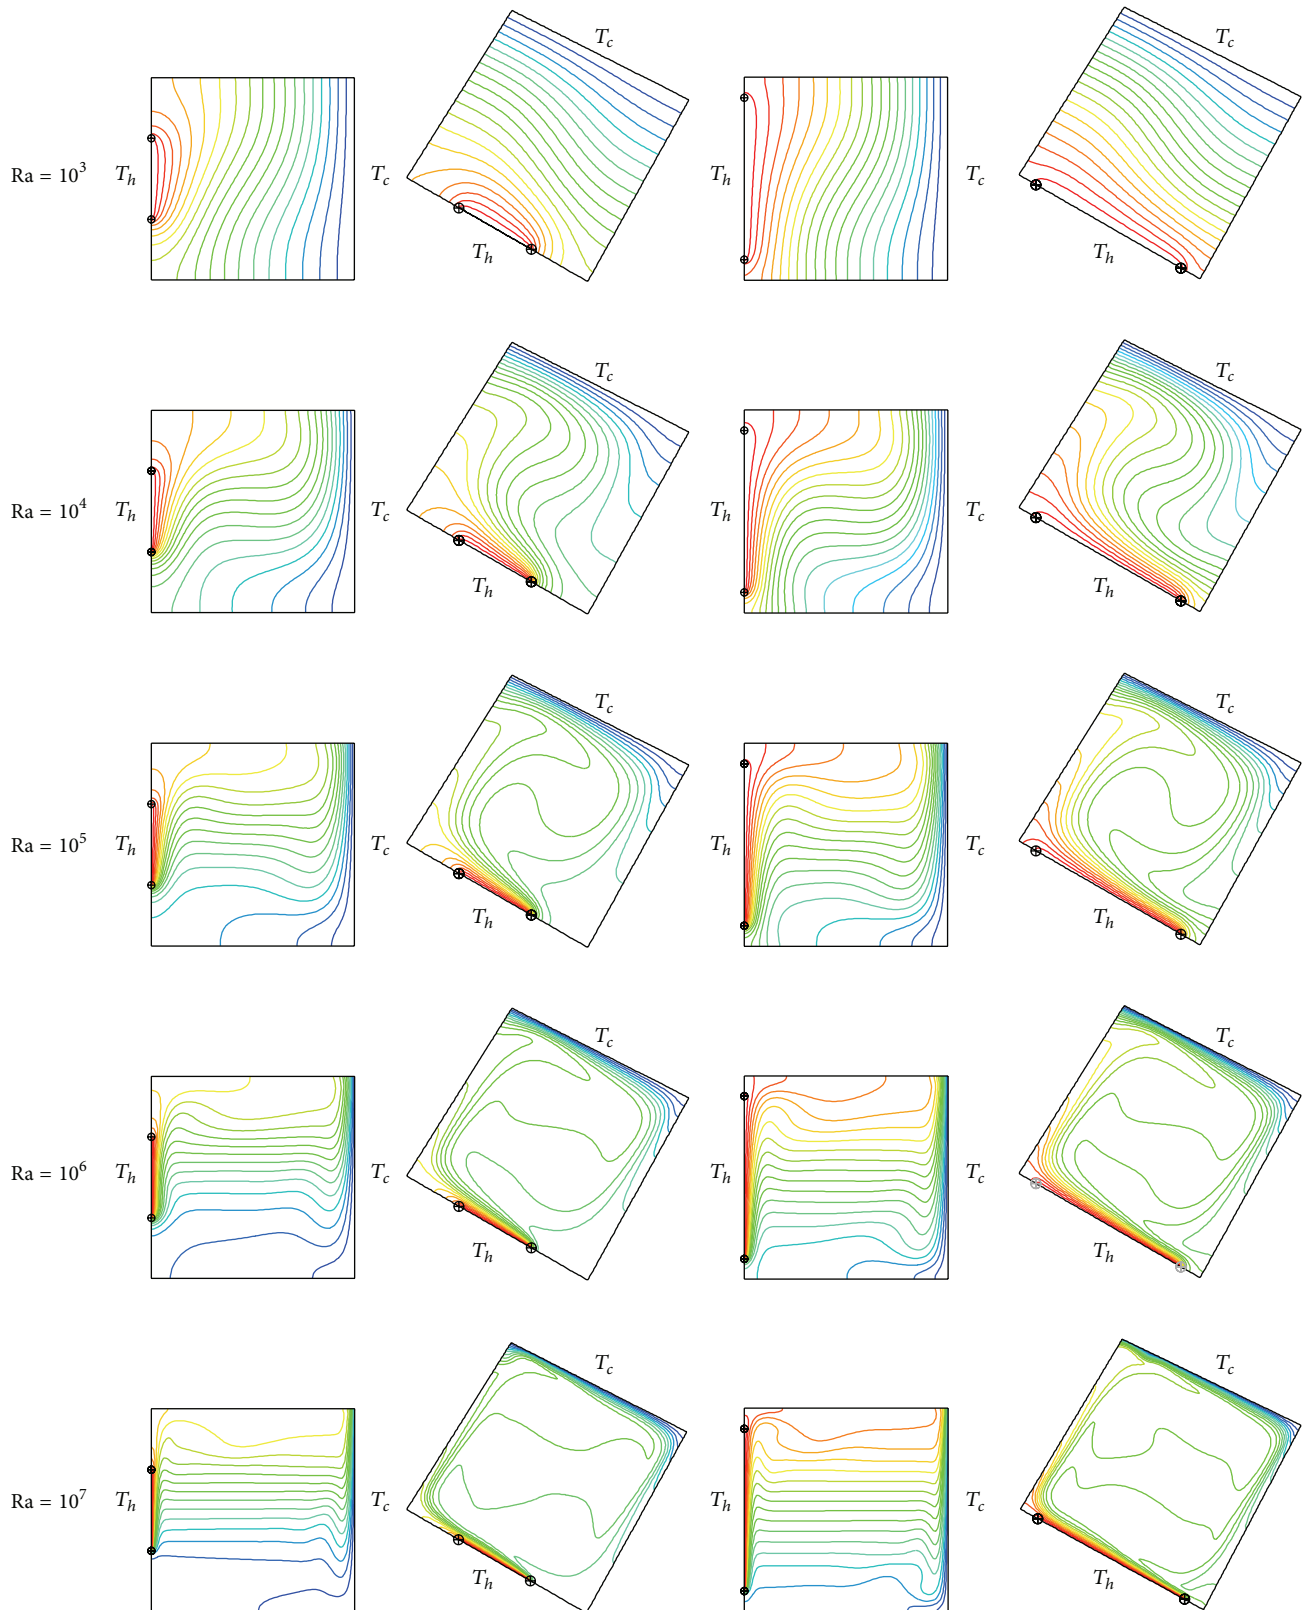 T_c T_c
Ra = 10^3 T_h T_c T_h T_c
T_h T_h
T_c T_c
Ra = 10^4 T_h T_c T_h T_c
T_h T_h
T_c T_c
Ra = 10^5 T_h T_c T_h T_c
T_h T_h
T_c T_c
Ra = 10^6 T_h T_c T_h T_c
T_h T_h
T_c T_c
Ra = 10^7 T_h T_c T_h T_c
T_h T_h